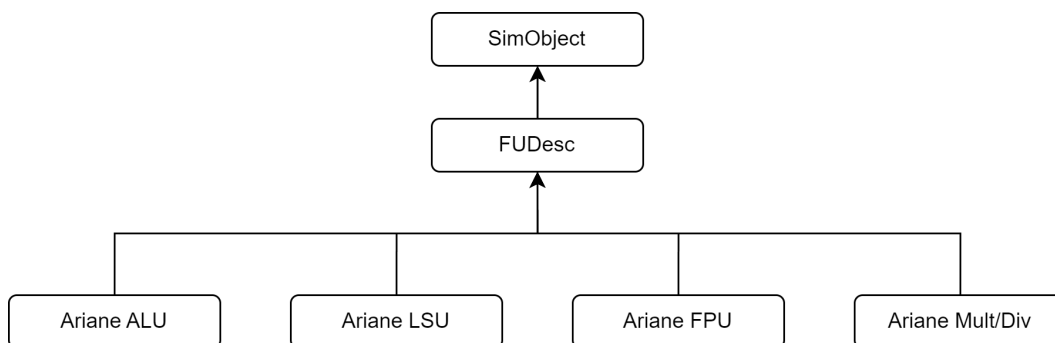 SimObject
FUDesc
Ariane ALU
Ariane LSU
Ariane FPU
Ariane Mult/Div